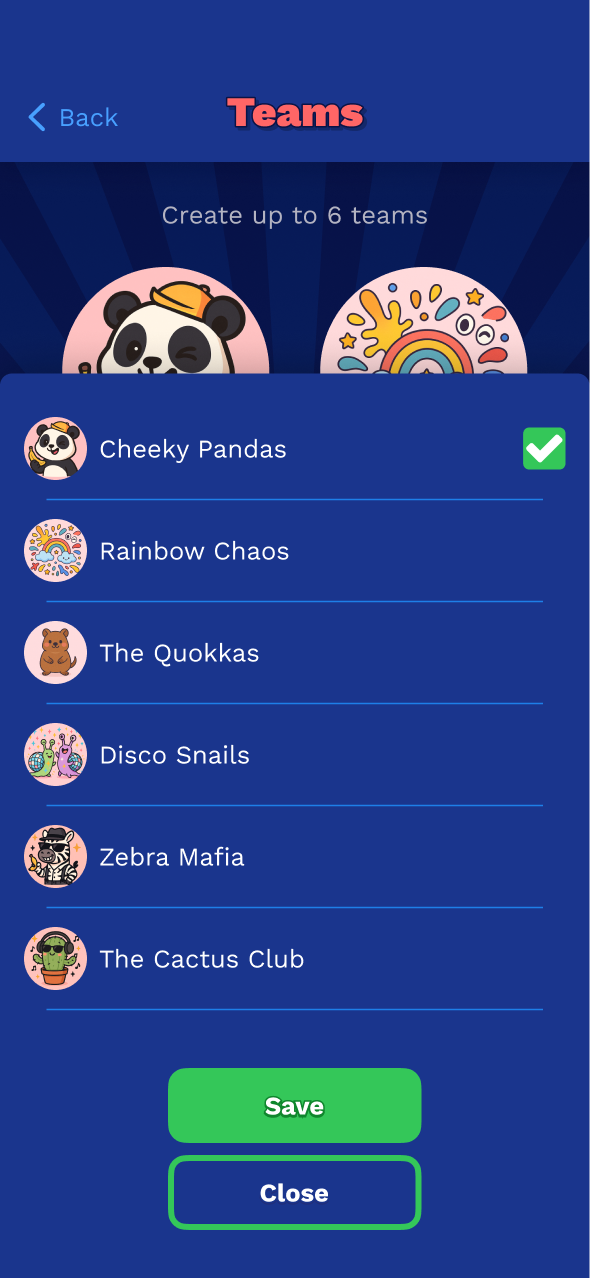 Back
Teams
Create up to 6 teams
Cheeky Pandas
Rainbow Chaos
The Quokkas
Disco Snails
Zebra Mafia
The Cactus Club
Save
Close